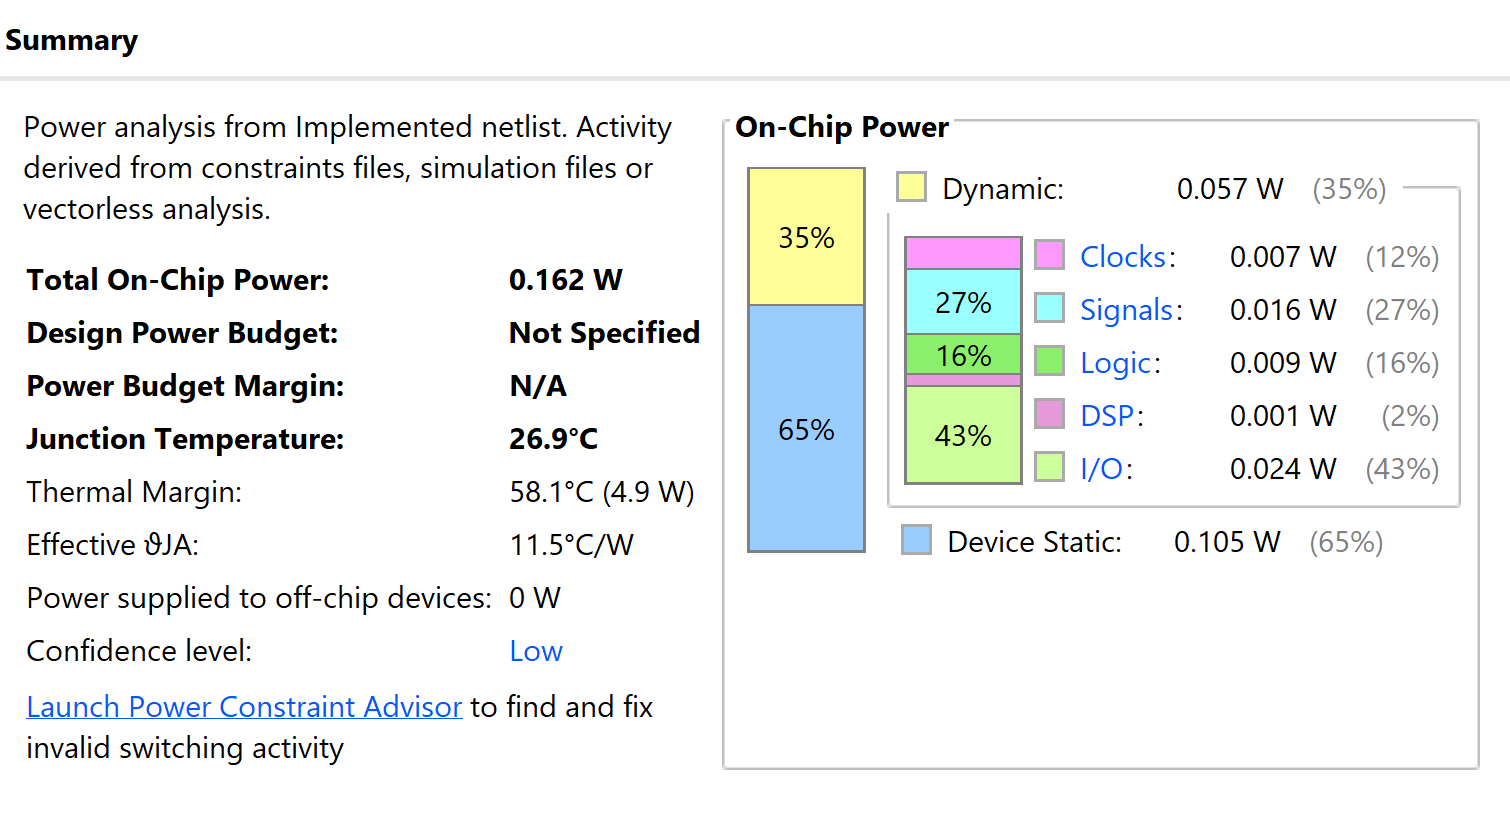 Summary
Power analysis from Implemented netlist. Activity
derived from constraints files, simulation files or
vectorless analysis.
Total On-Chip Power: 0.162 W
Design Power Budget: Not Specified
Power Budget Margin: N/A
Junction Temperature: 26.9°C
Thermal Margin: 58.1°C (4.9 W)
Effective ϑJA: 11.5°C/W
Power supplied to off-chip devices: 0 W
Confidence level: Low
Launch Power Constraint Advisor to find and fix
invalid switching activity
On-Chip Power
35%
65%
Dynamic: 0.057 W (35%)
27%
16%
43%
Clocks: 0.007 W (12%)
Signals: 0.016 W (27%)
Logic: 0.009 W (16%)
DSP: 0.001 W (2%)
I/O: 0.024 W (43%)
Device Static: 0.105 W (65%)